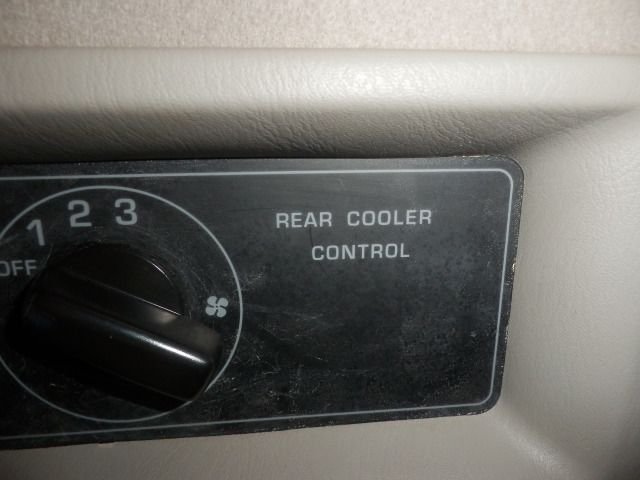 1 2 3
OFF
REAR COOLER
CONTROL